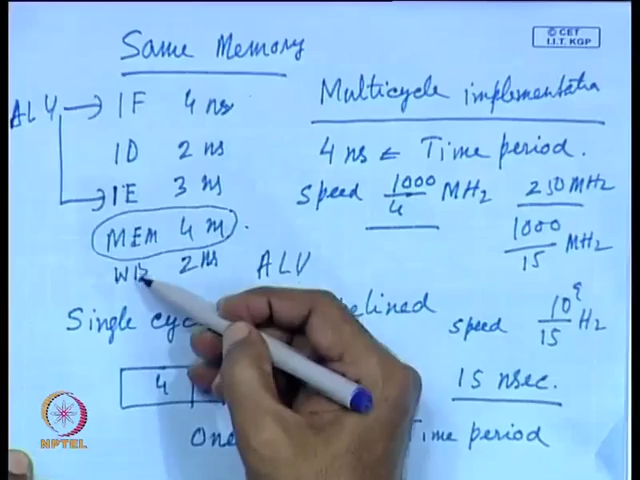 Same Memory
© CET
I.I.T. KGP
ALU → IF 4 ns
ID 2 ns
IE 3 ns
MEM 4 ns
WB 2 ns
ALU
Multicycle implementation
4 ns ← Time period.
Speed 1000/4 MHz 250 MHz
1000/15 MHz
Single cyc
pelined
speed 10^9/15 Hz
4
15 nsec.
One
Time period
NPTEL